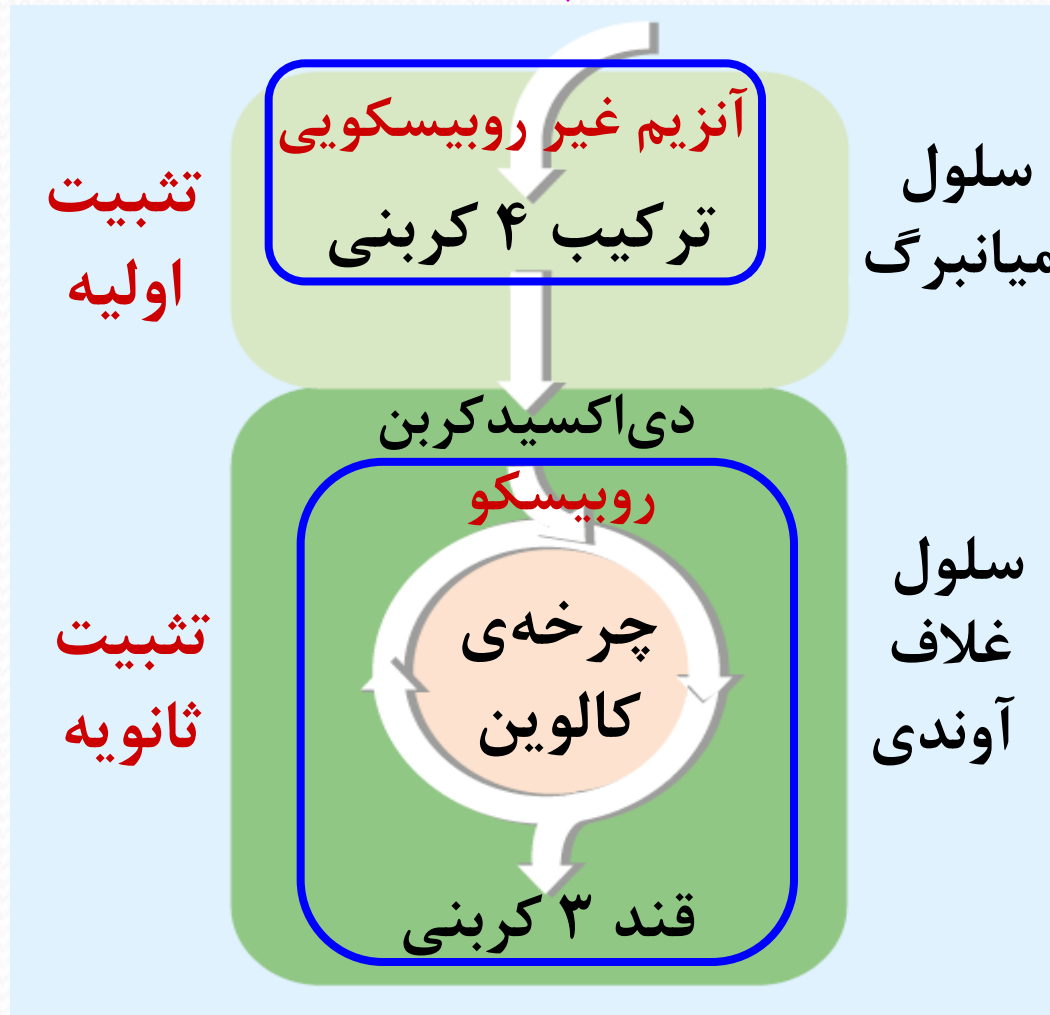 آنزیم غیر روبیسکویی
ترکیب ۴ کربنی
سلول
میانبرگ
تثبیت
اولیه
دی‌اکسیدکربن
روبیسکو
چرخه‌ی
کالوین
قند ۳ کربنی
سلول
غلاف
آوندی
تثبیت
ثانویه